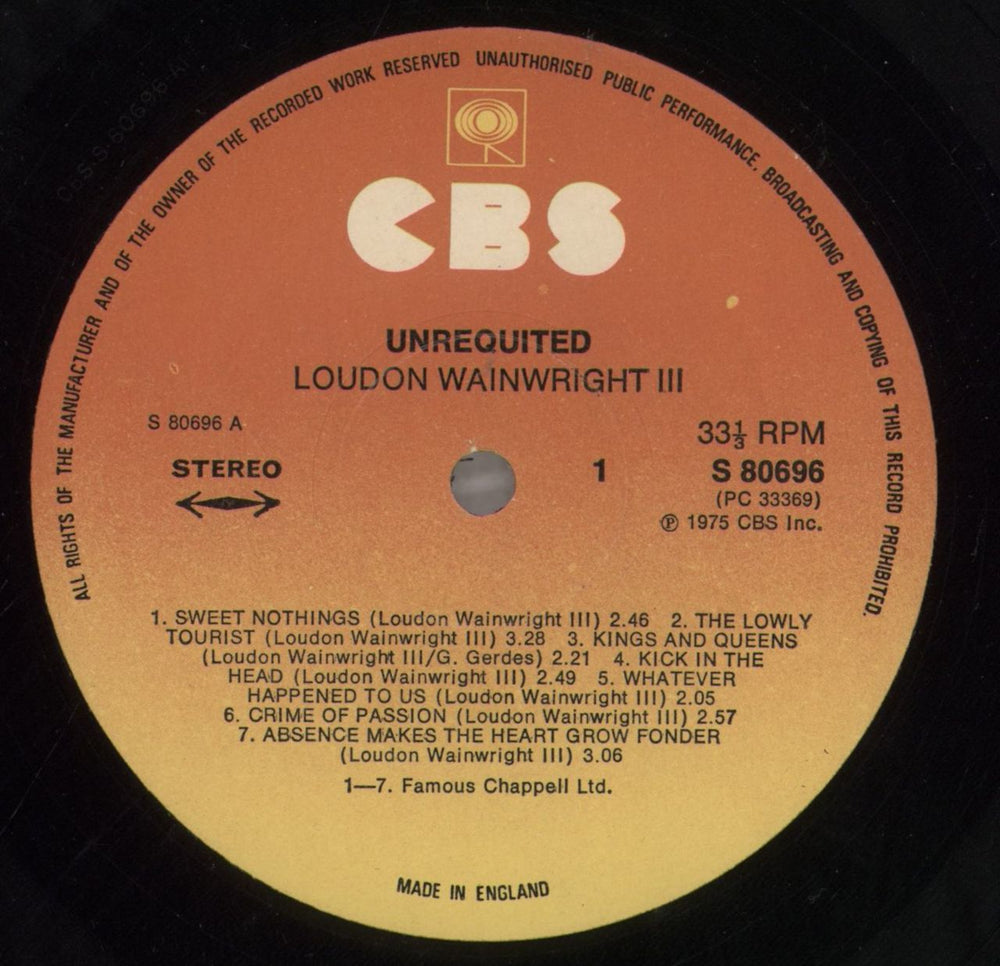 ALL RIGHTS OF THE MANUFACTURER AND OF THE OWNER OF THE RECORDED WORK RESERVED UNAUTHORISED PUBLIC PERFORMANCE, BROADCASTING AND COPYING OF THIS RECORD PROHIBITED.
CBS
UNREQUITED
LOUDON WAINWRIGHT III
S 80696 A
STEREO
1
33⅓ RPM
S 80696
(PC 33369)
℗ 1975 CBS Inc.
1. SWEET NOTHINGS (Loudon Wainwright III) 2.46 2. THE LOWLY
TOURIST (Loudon Wainwright III) 3.28 3. KINGS AND QUEENS
(Loudon Wainwright III/G. Gerdes) 2.21 4. KICK IN THE
HEAD (Loudon Wainwright III) 2.49 5. WHATEVER
HAPPENED TO US (Loudon Wainwright III) 2.05
6. CRIME OF PASSION (Loudon Wainwright III) 2.57
7. ABSENCE MAKES THE HEART GROW FONDER
(Loudon Wainwright III) 3.06
1—7. Famous Chappell Ltd.
MADE IN ENGLAND